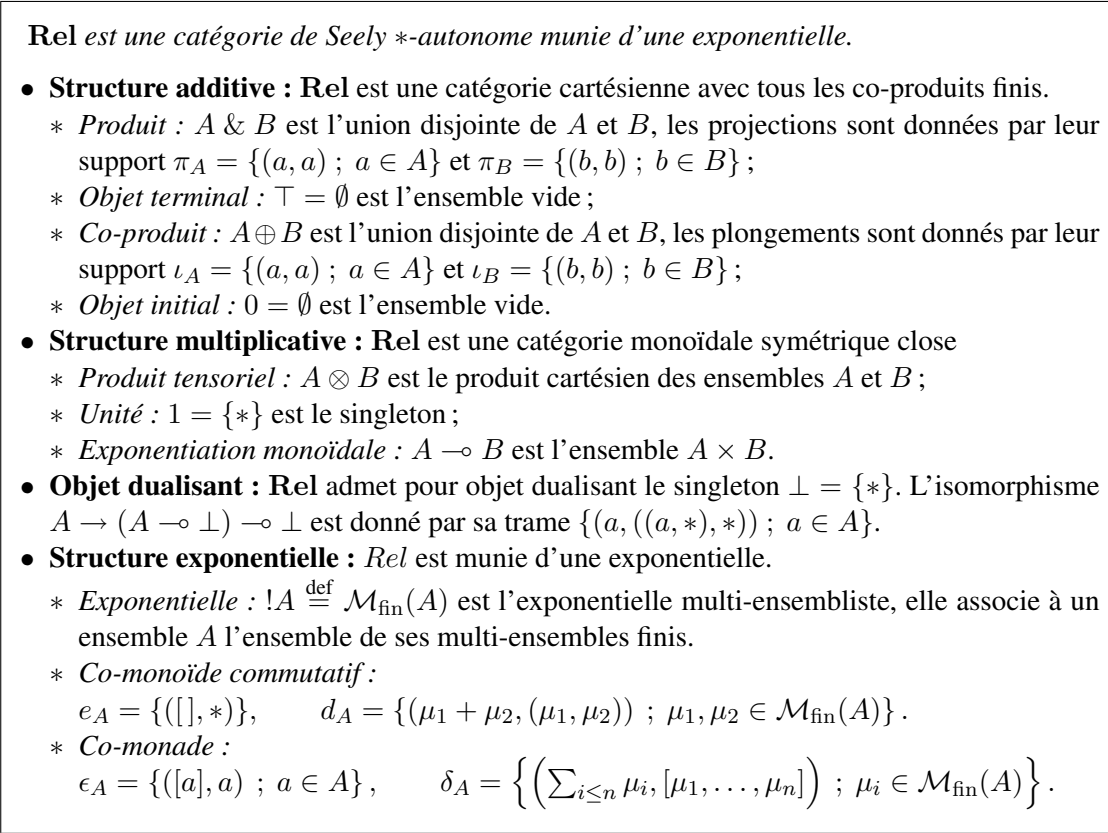 Rel est une catégorie de Seely ∗-autonome munie d'une exponentielle.
• Structure additive : Rel est une catégorie cartésienne avec tous les co-produits finis.
∗ Produit : A & B est l'union disjointe de A et B, les projections sont données par leur
support π_A = {(a, a) ; a ∈ A} et π_B = {(b, b) ; b ∈ B} ;
∗ Objet terminal : ⊤ = ∅ est l'ensemble vide ;
∗ Co-produit : A ⊕ B est l'union disjointe de A et B, les plongements sont donnés par leur
support ι_A = {(a, a) ; a ∈ A} et ι_B = {(b, b) ; b ∈ B} ;
∗ Objet initial : 0 = ∅ est l'ensemble vide.
• Structure multiplicative : Rel est une catégorie monoïdale symétrique close
∗ Produit tensoriel : A ⊗ B est le produit cartésien des ensembles A et B ;
∗ Unité : 1 = {∗} est le singleton ;
∗ Exponentiation monoïdale : A ⊸ B est l'ensemble A × B.
• Objet dualisant : Rel admet pour objet dualisant le singleton ⊥ = {∗}. L'isomorphisme
A → (A ⊸ ⊥) ⊸ ⊥ est donné par sa trame {(a, ((a, ∗), ∗)) ; a ∈ A}.
• Structure exponentielle : Rel est munie d'une exponentielle.
∗ Exponentielle : !A def= M_fin(A) est l'exponentielle multi-ensembliste, elle associe à un
ensemble A l'ensemble de ses multi-ensembles finis.
∗ Co-monoïde commutatif :
e_A = {([ ], ∗)}, d_A = {(μ_1 + μ_2, (μ_1, μ_2)) ; μ_1, μ_2 ∈ M_fin(A)} .
∗ Co-monade :
ϵ_A = {([a], a) ; a ∈ A} , δ_A = {(∑_{i≤n} μ_i, [μ_1, . . . , μ_n]) ; μ_i ∈ M_fin(A)} .